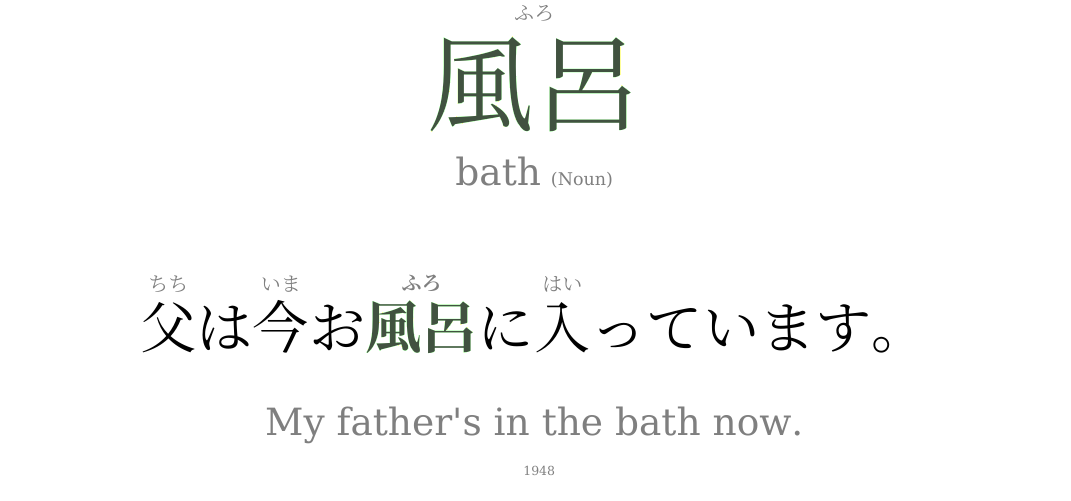 ふろ
風呂
bath (Noun)
ちち いま ふろ はい
父は今お風呂に入っています。
My father's in the bath now.
1948